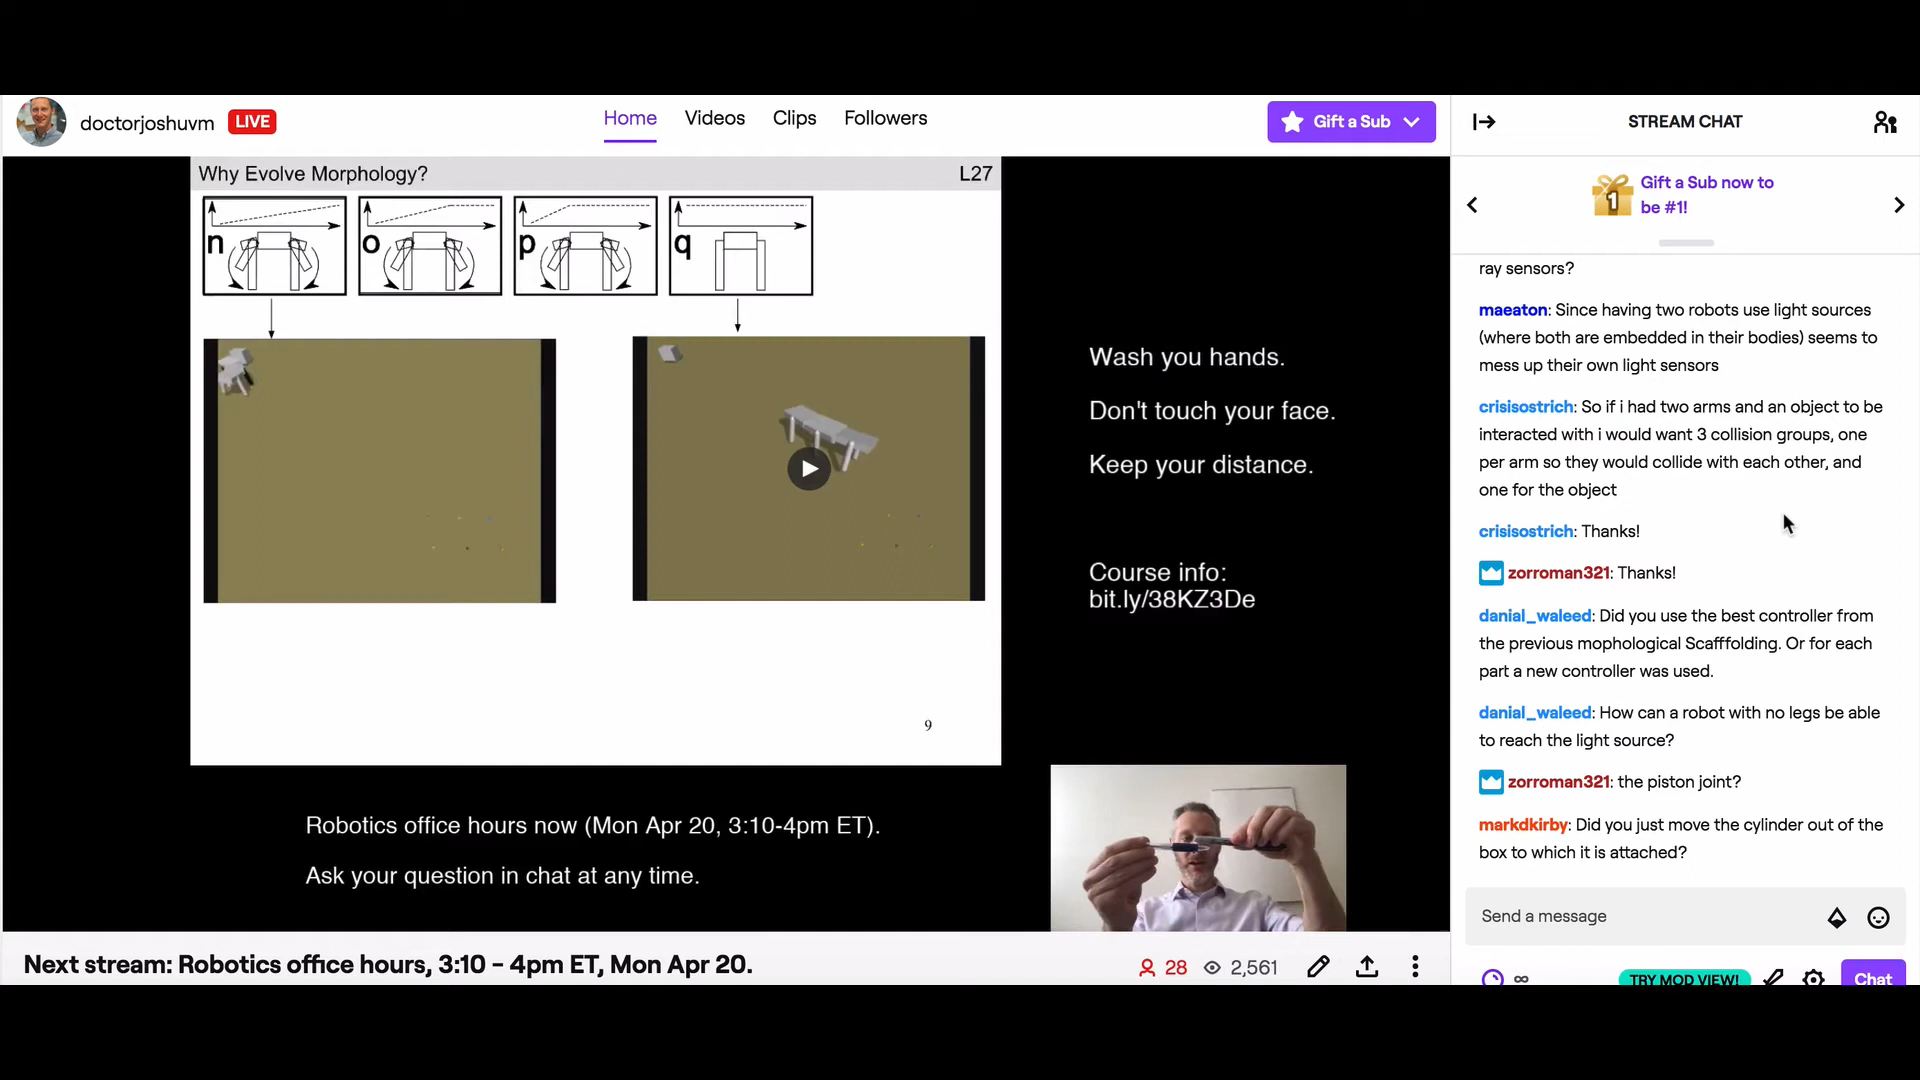 doctorjoshuvm
LIVE
Home
Videos
Clips
Followers
Gift a Sub
STREAM CHAT
Why Evolve Morphology?
L27
n
o
p
q
9
Wash you hands.
Don't touch your face.
Keep your distance.
Course info:
bit.ly/38KZ3De
Robotics office hours now (Mon Apr 20, 3:10-4pm ET).
Ask your question in chat at any time.
Next stream: Robotics office hours, 3:10 - 4pm ET, Mon Apr 20.
28
2,561
1
Gift a Sub now to
be #1!
ray sensors?
maeaton: Since having two robots use light sources
(where both are embedded in their bodies) seems to
mess up their own light sensors
crisisostrich: So if i had two arms and an object to be
interacted with i would want 3 collision groups, one
per arm so they would collide with each other, and
one for the object
crisisostrich: Thanks!
zorroman321: Thanks!
danial_waleed: Did you use the best controller from
the previous mophological Scafffolding. Or for each
part a new controller was used.
danial_waleed: How can a robot with no legs be able
to reach the light source?
zorroman321: the piston joint?
markdkirby: Did you just move the cylinder out of the
box to which it is attached?
Send a message
∞
TRY MOD VIEW!
Chat